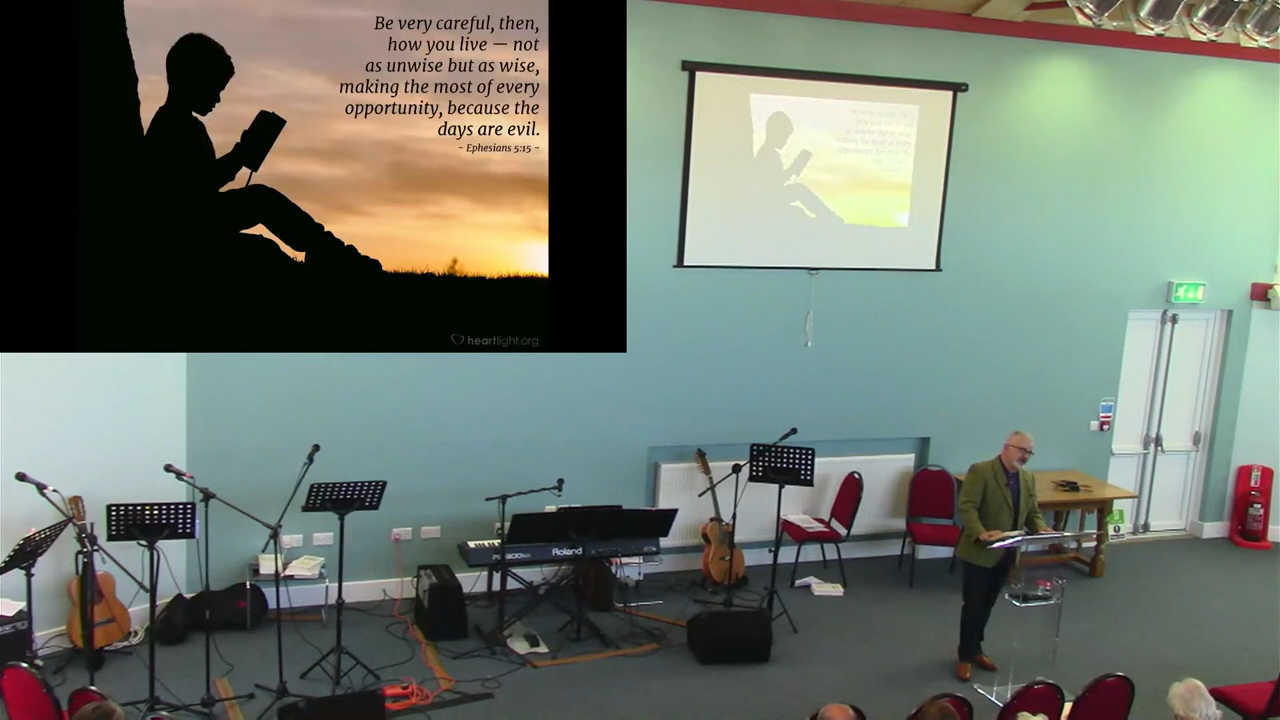 Be very careful, then,
how you live — not
as unwise but as wise,
making the most of every
opportunity, because the
days are evil.
~ Ephesians 5:15 ~
heartlight.org
Roland